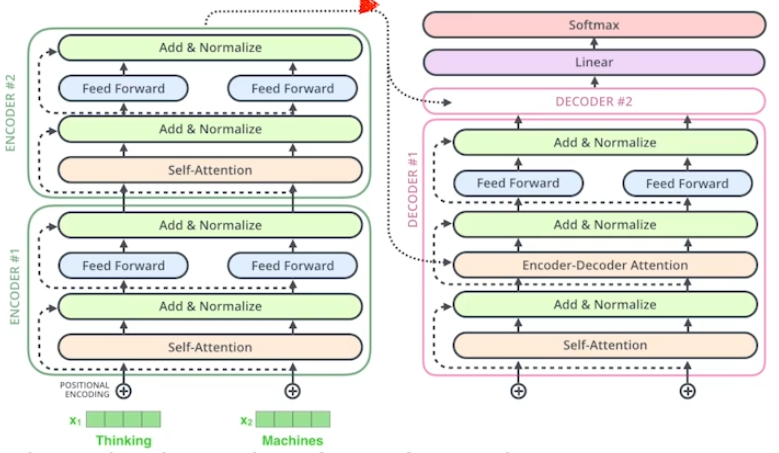 ENCODER #2
Add & Normalize
Feed Forward Feed Forward
Add & Normalize
Self-Attention
ENCODER #1
Add & Normalize
Feed Forward Feed Forward
Add & Normalize
Self-Attention
POSITIONAL
ENCODING
x₁ x₂
Thinking Machines
Softmax
Linear
DECODER #2
DECODER #1
Add & Normalize
Feed Forward Feed Forward
Add & Normalize
Encoder-Decoder Attention
Add & Normalize
Self-Attention